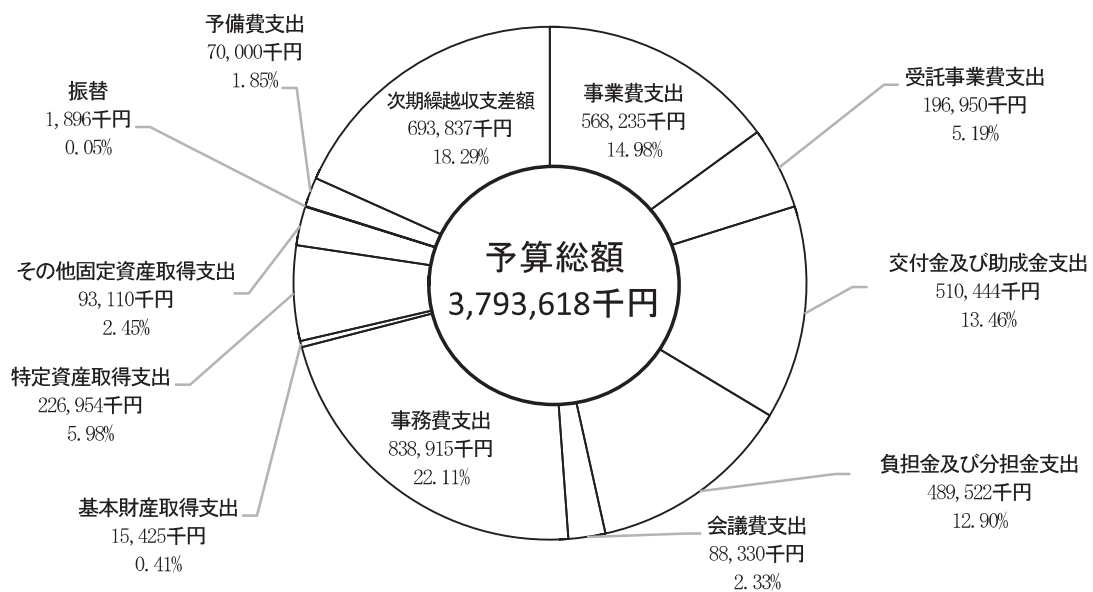 予算総額
3,793,618千円
事業費支出
568,235千円
14.98%
受託事業費支出
196,950千円
5.19%
交付金及び助成金支出
510,444千円
13.46%
負担金及び分担金支出
489,522千円
12.90%
会議費支出
88,330千円
2.33%
事務費支出
838,915千円
22.11%
基本財産取得支出
15,425千円
0.41%
特定資産取得支出
226,954千円
5.98%
その他固定資産取得支出
93,110千円
2.45%
振替
1,896千円
0.05%
予備費支出
70,000千円
1.85%
次期繰越収支差額
693,837千円
18.29%